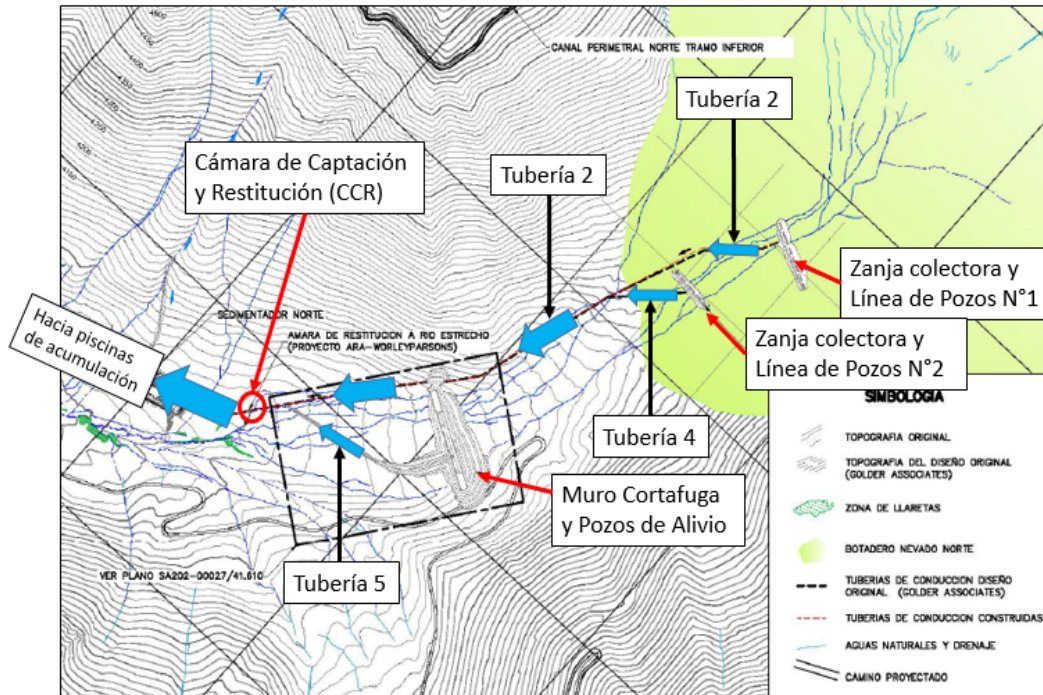 CANAL PERIMETRAL NORTE TRAMO INFERIOR
Tubería 2
Cámara de Captación
y Restitución (CCR)
Tubería 2
Zanja colectora y
Línea de Pozos N°1
Zanja colectora y
Línea de Pozos N°2
Hacia piscinas
de acumulación
SEDIMENTADOR NORTE
AMARA DE RESTITUCION A RIO ESTRECHO
(PROYECTO ARA-WORLEYPARSONS)
Tubería 4
Muro Cortafuga
y Pozos de Alivio
Tubería 5
VER PLANO SA202-00027/41.610
SIMBOLOGIA
TOPOGRAFIA ORIGINAL
TOPOGRAFIA DEL DISEÑO ORIGINAL
(GOLDER ASSOCIATES)
ZONA DE LLARETAS
BOTADERO NEVADO NORTE
TUBERIAS DE CONDUCCION DISEÑO
ORIGINAL (GOLDER ASSOCIATES)
TUBERIAS DE CONDUCCION CONSTRUIDAS
AGUAS NATURALES Y DRENAJE
CAMINO PROYECTADO